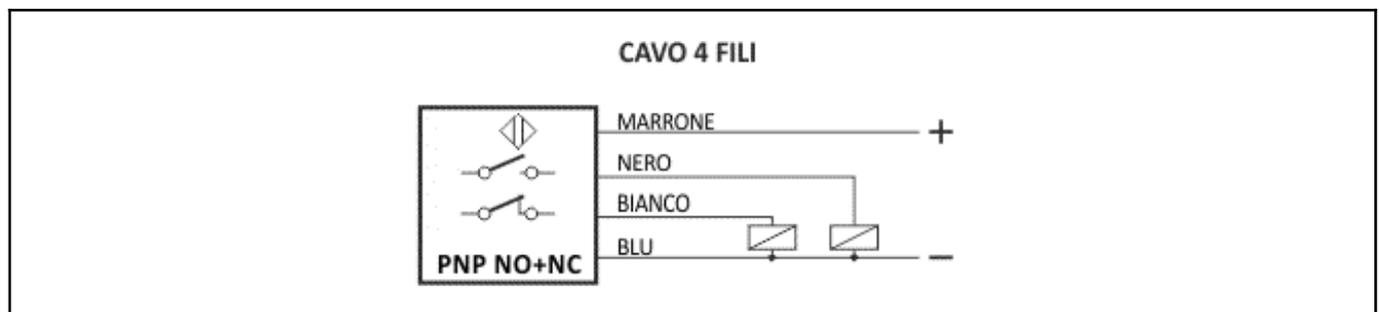 CAVO 4 FILI
MARRONE
+
NERO
BIANCO
BLU
−
PNP NO+NC